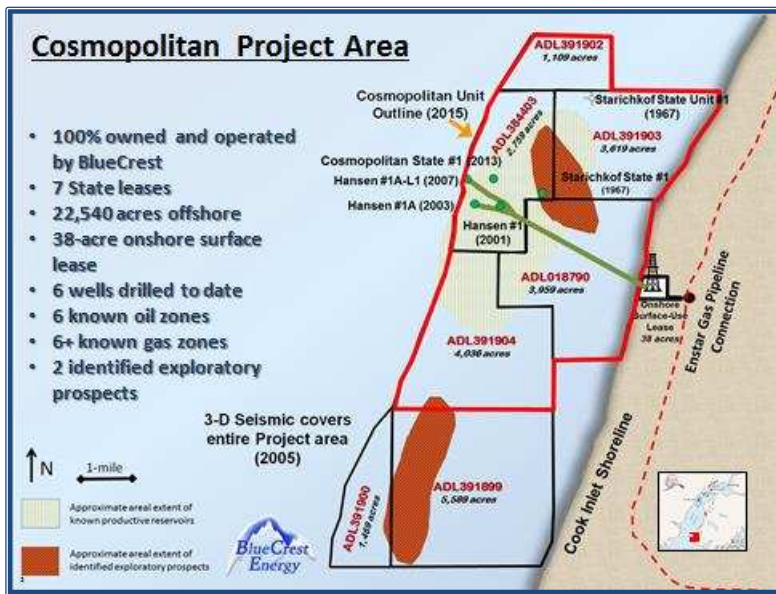 Cosmopolitan Project Area
• 100% owned and operated
by BlueCrest
• 7 State leases
• 22,540 acres offshore
• 38-acre onshore surface
lease
• 6 wells drilled to date
• 6 known oil zones
• 6+ known gas zones
• 2 identified exploratory
prospects
ADL391902
1,109 acres
Cosmopolitan Unit
Outline (2015)
ADL384403
2,759 acres
Starichkof State Unit #1
(1967)
ADL391903
3,619 acres
Cosmopolitan State #1 (2013)
Hansen #1A-L1 (2007)
Starichkof State #1
(1967)
Hansen #1A (2003)
Hansen #1
(2001)
ADL018790
3,959 acres
Onshore
Surface-Use
Lease
38 acres
Enstar Gas Pipeline
Connection
ADL391904
4,036 acres
3-D Seismic covers
entire Project area
(2005)
N
1-mile
ADL391900
1,469 acres
ADL391899
5,589 acres
Cook Inlet Shoreline
Approximate areal extent of
known productive reservoirs
Approximate areal extent of
identified exploratory prospects
BlueCrest
Energy